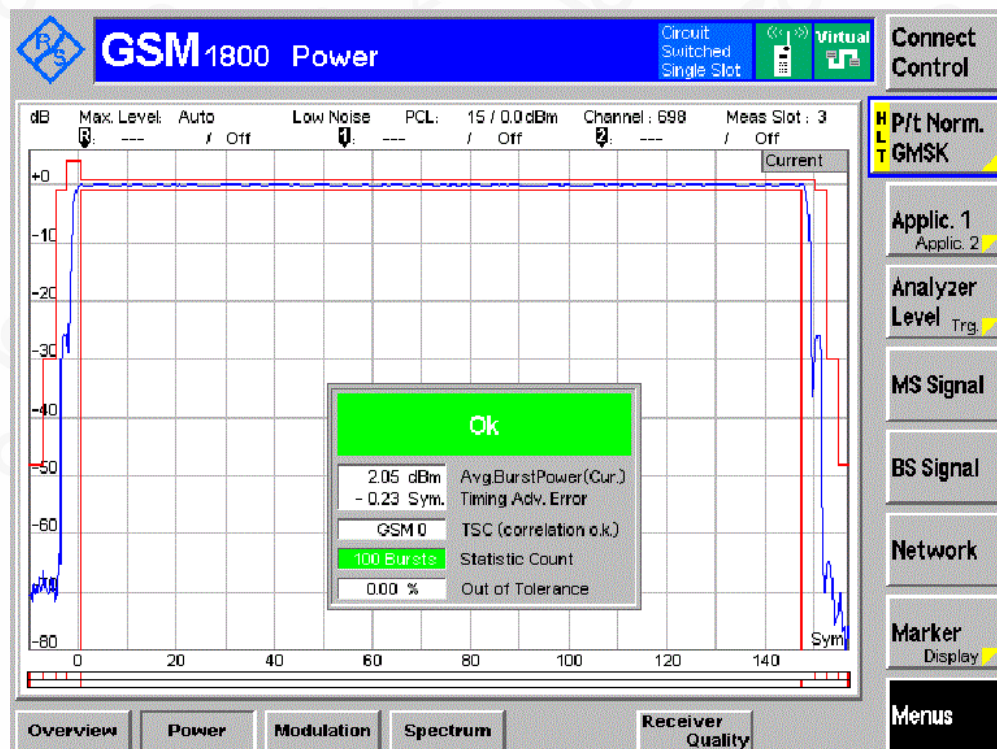 R/S
GSM 1800 Power
Circuit Switched Single Slot
Virtual
Connect Control
dB Max. Level: Auto Low Noise PCL: 15 / 0.0 dBm Channel : 698 Meas Slot : 3
R: --- / Off 1: --- / Off 2: --- / Off
Current
HLT
P/t Norm. GMSK
Applic. 1
Applic. 2
Analyzer Level Trg.
MS Signal
BS Signal
Network
Marker
Display
Menus
+0
-10
-20
-30
-40
-50
-60
-70
-80
Ok
2.05 dBm Avg.BurstPower(Cur.)
- 0.23 Sym. Timing Adv. Error
GSM 0 TSC (correlation o.k.)
100 Bursts Statistic Count
0.00 % Out of Tolerance
Sym
0 20 40 60 80 100 120 140
Overview Power Modulation Spectrum Receiver Quality